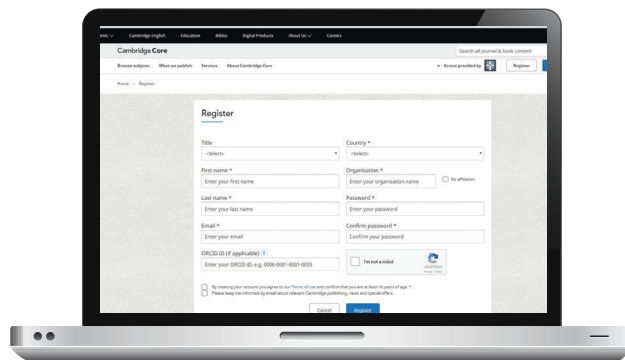 Cambridge English Education Bibles Digital Products About Us Careers
Cambridge Core
Search all journal & book content
Browse subjects What we publish Services About Cambridge Core
Access provided by
Register
Home > Register
Register
Title
Country *
<Select>
<Select>
First name *
Organisation *
Enter your first name
Enter your organisation name
No affiliation
Last name *
Password *
Enter your last name
Enter your password
Email *
Confirm password *
Enter your email
Confirm your password
ORCID iD (if applicable) i
Enter your ORCID iD, e.g. 0000-0001-0001-0035
I'm not a robot
reCAPTCHA
Privacy - Terms
By creating your account you agree to our Terms of use and confirm that you are at least 16 years of age. *
Please keep me informed by email about relevant Cambridge publishing, news and special offers.
Cancel
Register